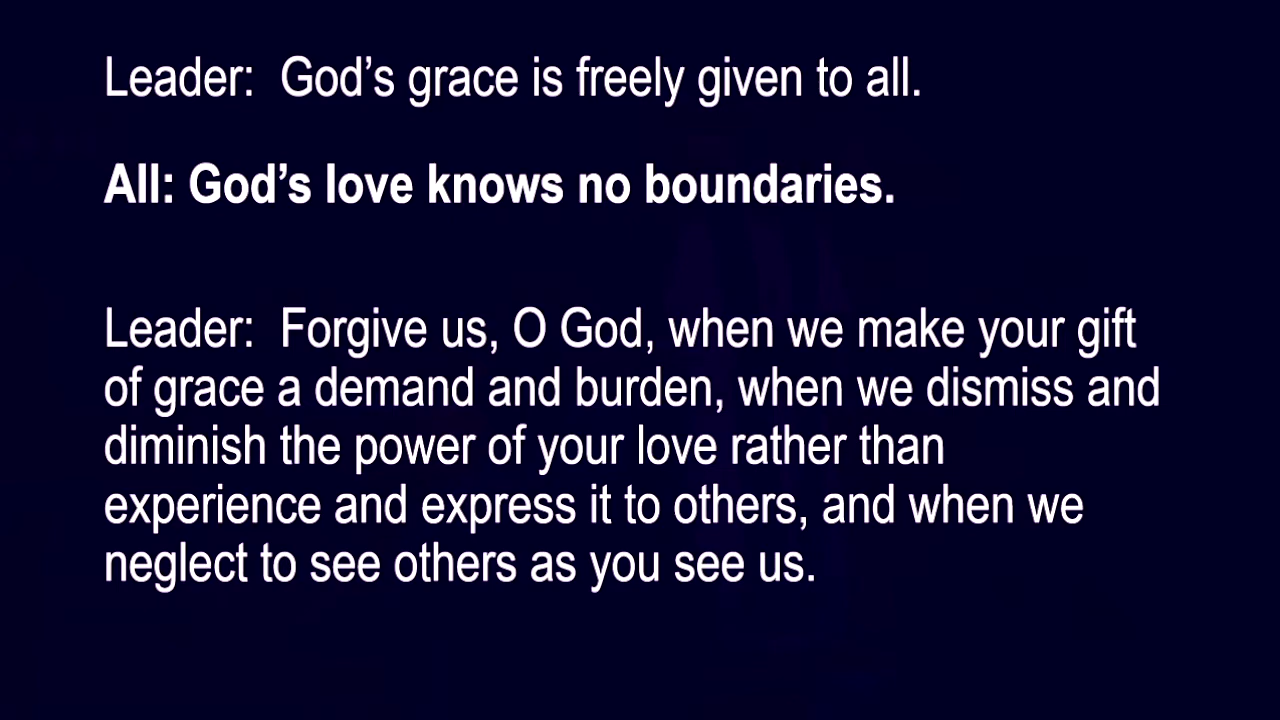 Leader:  God’s grace is freely given to all.
All: God’s love knows no boundaries.
Leader:  Forgive us, O God, when we make your gift
of grace a demand and burden, when we dismiss and
diminish the power of your love rather than
experience and express it to others, and when we
neglect to see others as you see us.